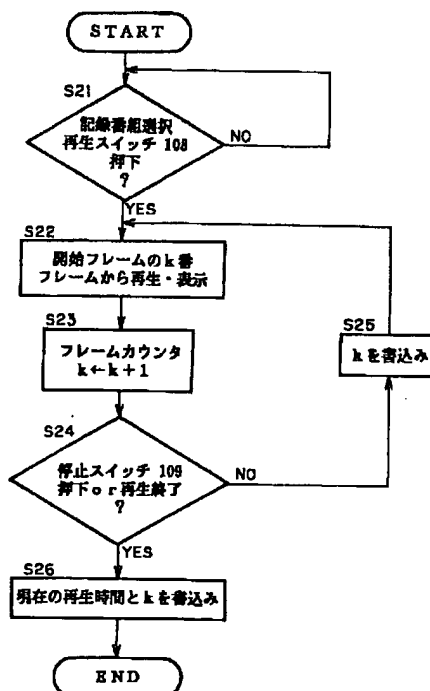 START
S21
記録番組選択
再生スイッチ 108
押下
?
NO
YES
S22
開始フレームのk番
フレームから再生・表示
S23
フレームカウンタ
k←k+1
S25
kを書込み
S24
停止スイッチ 109
押下or再生終了
?
NO
YES
S26
現在の再生時間とkを書込み
END